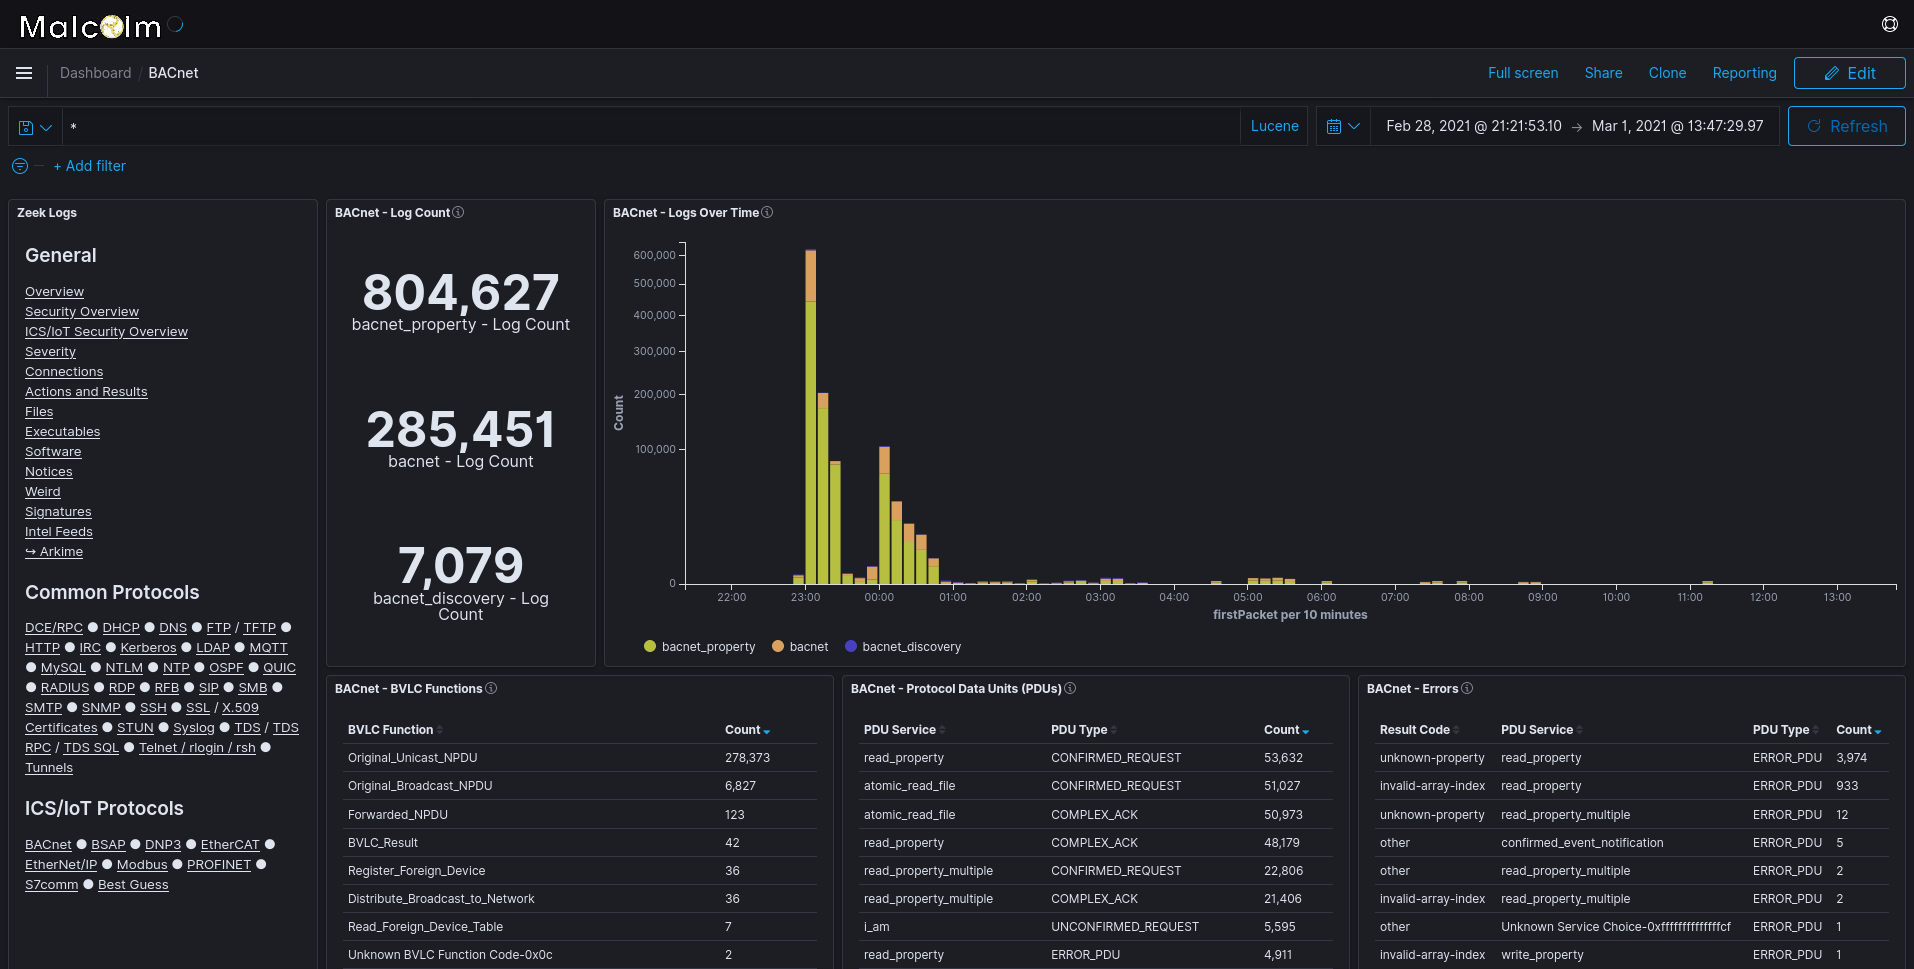 Malcolm
Dashboard / BACnet
Full screen Share Clone Reporting Edit
* Lucene Feb 28, 2021 @ 21:21:53.10 → Mar 1, 2021 @ 13:47:29.97 Refresh
+ Add filter
Zeek Logs
General
Overview
Security Overview
ICS/IoT Security Overview
Severity
Connections
Actions and Results
Files
Executables
Software
Notices
Weird
Signatures
Intel Feeds
↪ Arkime
Common Protocols
DCE/RPC ● DHCP ● DNS ● FTP / TFTP ●
HTTP ● IRC ● Kerberos ● LDAP ● MQTT
● MySQL ● NTLM ● NTP ● OSPF ● QUIC
● RADIUS ● RDP ● RFB ● SIP ● SMB ●
SMTP ● SNMP ● SSH ● SSL / X.509
Certificates ● STUN ● Syslog ● TDS / TDS
RPC / TDS SQL ● Telnet / rlogin / rsh ●
Tunnels
ICS/IoT Protocols
BACnet ● BSAP ● DNP3 ● EtherCAT ●
EtherNet/IP ● Modbus ● PROFINET ●
S7comm ● Best Guess
BACnet - Log Count
804,627
bacnet_property - Log Count
285,451
bacnet - Log Count
7,079
bacnet_discovery - Log
Count
BACnet - Logs Over Time
Count
600,000
500,000
400,000
300,000
200,000
100,000
0
22:00 23:00 00:00 01:00 02:00 03:00 04:00 05:00 06:00 07:00 08:00 09:00 10:00 11:00 12:00 13:00
firstPacket per 10 minutes
bacnet_property bacnet bacnet_discovery
BACnet - BVLC Functions
BVLC Function Count
Original_Unicast_NPDU 278,373
Original_Broadcast_NPDU 6,827
Forwarded_NPDU 123
BVLC_Result 42
Register_Foreign_Device 36
Distribute_Broadcast_to_Network 36
Read_Foreign_Device_Table 7
Unknown BVLC Function Code-0x0c 2
BACnet - Protocol Data Units (PDUs)
PDU Service PDU Type Count
read_property CONFIRMED_REQUEST 53,632
atomic_read_file CONFIRMED_REQUEST 51,027
atomic_read_file COMPLEX_ACK 50,973
read_property COMPLEX_ACK 48,179
read_property_multiple CONFIRMED_REQUEST 22,806
read_property_multiple COMPLEX_ACK 21,406
i_am UNCONFIRMED_REQUEST 5,595
read_property ERROR_PDU 4,911
BACnet - Errors
Result Code PDU Service PDU Type Count
unknown-property read_property ERROR_PDU 3,974
invalid-array-index read_property ERROR_PDU 933
unknown-property read_property_multiple ERROR_PDU 12
other confirmed_event_notification ERROR_PDU 5
other read_property_multiple ERROR_PDU 2
invalid-array-index read_property_multiple ERROR_PDU 2
other Unknown Service Choice-0xffffffffffffffcf ERROR_PDU 1
invalid-array-index write_property ERROR_PDU 1